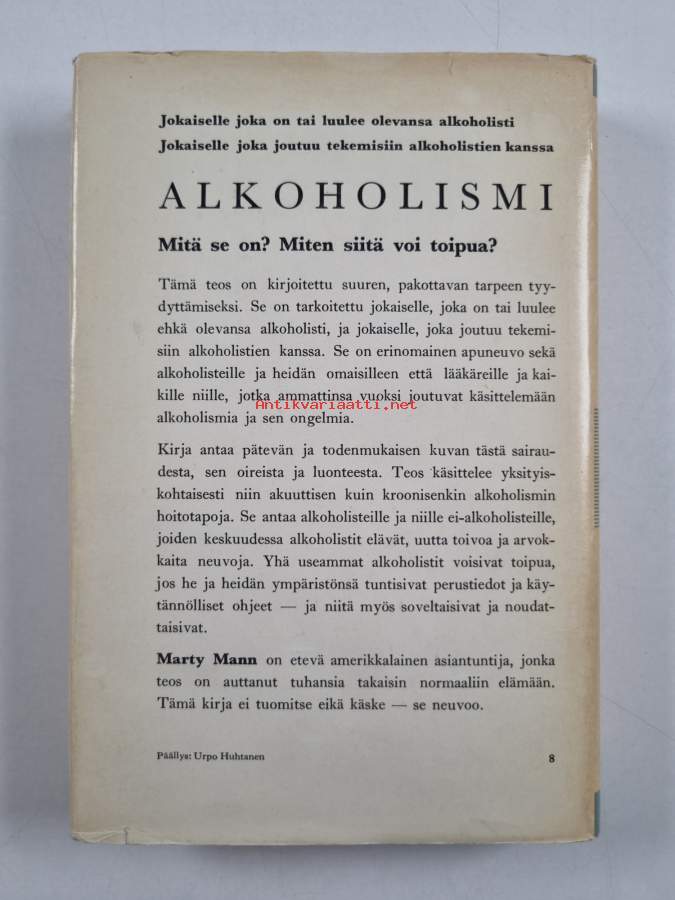 Jokaiselle joka on tai luulee olevansa alkoholisti
Jokaiselle joka joutuu tekemisiin alkoholistien kanssa
ALKOHOLISMI
Mitä se on? Miten siitä voi toipua?
Tämä teos on kirjoitettu suuren, pakottavan tarpeen tyy-
dyttämiseksi. Se on tarkoitettu jokaiselle, joka on tai luulee
ehkä olevansa alkoholisti, ja jokaiselle, joka joutuu tekemi-
siin alkoholistien kanssa. Se on erinomainen apuneuvo sekä
alkoholisteille ja heidän omaisilleen että lääkäreille ja kai-
kille niille, jotka ammattinsa vuoksi joutuvat käsittelemään
Antikvariaatti.net
alkoholismia ja sen ongelmia.
Kirja antaa pätevän ja todenmukaisen kuvan tästä sairau-
desta, sen oireista ja luonteesta. Teos käsittelee yksityis-
kohtaisesti niin akuuttisen kuin kroonisenkin alkoholismin
hoitotapoja. Se antaa alkoholisteille ja niille ei-alkoholisteille,
joiden keskuudessa alkoholistit elävät, uutta toivoa ja arvok-
kaita neuvoja. Yhä useammat alkoholistit voisivat toipua,
jos he ja heidän ympäristönsä tuntisivat perustiedot ja käy-
tännölliset ohjeet — ja niitä myös soveltaisivat ja noudat-
taisivat.
Marty Mann on etevä amerikkalainen asiantuntija, jonka
teos on auttanut tuhansia takaisin normaaliin elämään.
Tämä kirja ei tuomitse eikä käske — se neuvoo.
Päällys: Urpo Huhtanen 8